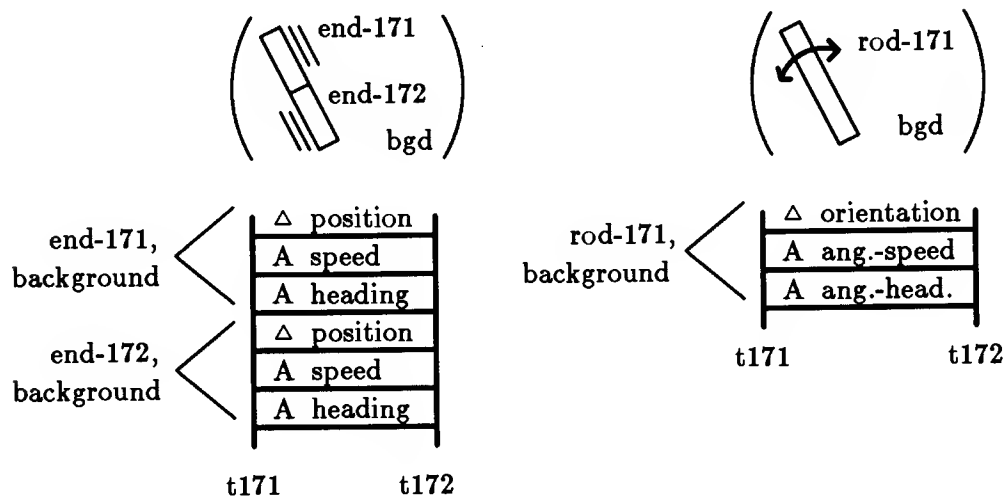 end-171
end-172
bgd
end-171,
background
△ position
A speed
A heading
end-172,
background
△ position
A speed
A heading
t171 t172
rod-171
bgd
rod-171,
background
△ orientation
A ang.-speed
A ang.-head.
t171 t172